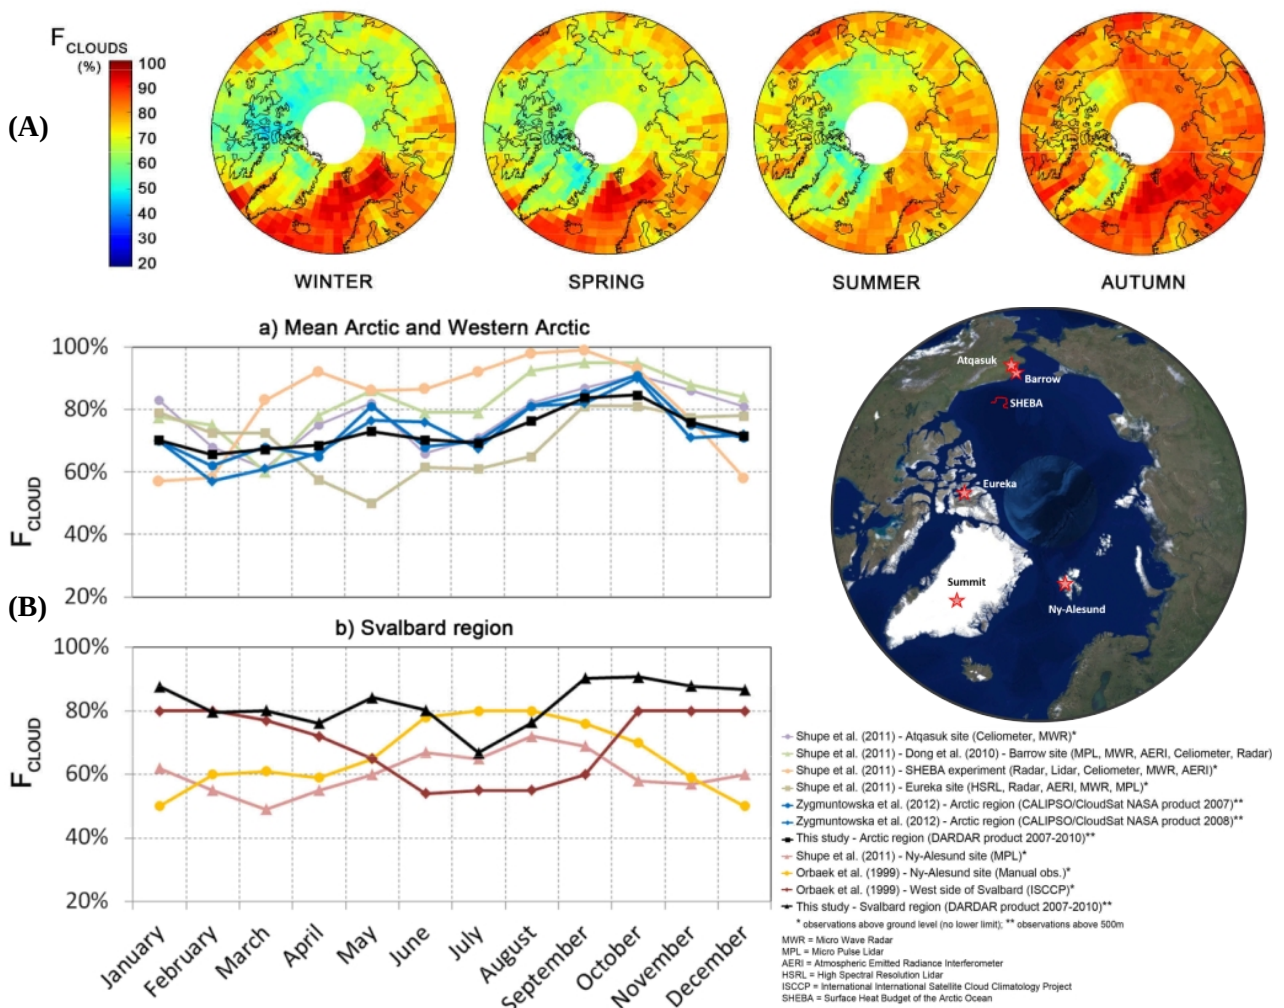 (A)
F CLOUDS
(%)
100
90
80
70
60
50
40
30
20
WINTER
SPRING
SUMMER
AUTUMN
(B)
a) Mean Arctic and Western Arctic
F CLOUD
100%
80%
60%
40%
20%
b) Svalbard region
F CLOUD
100%
80%
60%
40%
20%
January
February
March
April
May
June
July
August
September
October
November
December
Atqasuk
Barrow
SHEBA
Eureka
Summit
Ny-Alesund
Shupe et al. (2011) - Atqasuk site (Celiometer, MWR)*
Shupe et al. (2011) - Dong et al. (2010) - Barrow site (MPL, MWR, AERI, Celiometer, Radar)
Shupe et al. (2011) - SHEBA experiment (Radar, Lidar, Celiometer, MWR, AERI)*
Shupe et al. (2011) - Eureka site (HSRL, Radar, AERI, MWR, MPL)*
Zygmuntowska et al. (2012) - Arctic region (CALIPSO/CloudSat NASA product 2007)**
Zygmuntowska et al. (2012) - Arctic region (CALIPSO/CloudSat NASA product 2008)**
This study - Arctic region (DARDAR product 2007-2010)**
Shupe et al. (2011) - Ny-Alesund site (MPL)*
Orbaek et al. (1999) - Ny-Alesund site (Manual obs.)*
Orbaek et al. (1999) - West side of Svalbard (ISCCP)*
This study - Svalbard region (DARDAR product 2007-2010)**
* observations above ground level (no lower limit); ** observations above 500m
MWR = Micro Wave Radar
MPL = Micro Pulse Lidar
AERI = Atmospheric Emitted Radiance Interferometer
HSRL = High Spectral Resolution Lidar
ISCCP = International International Satellite Cloud Climatology Project
SHEBA = Surface Heat Budget of the Arctic Ocean